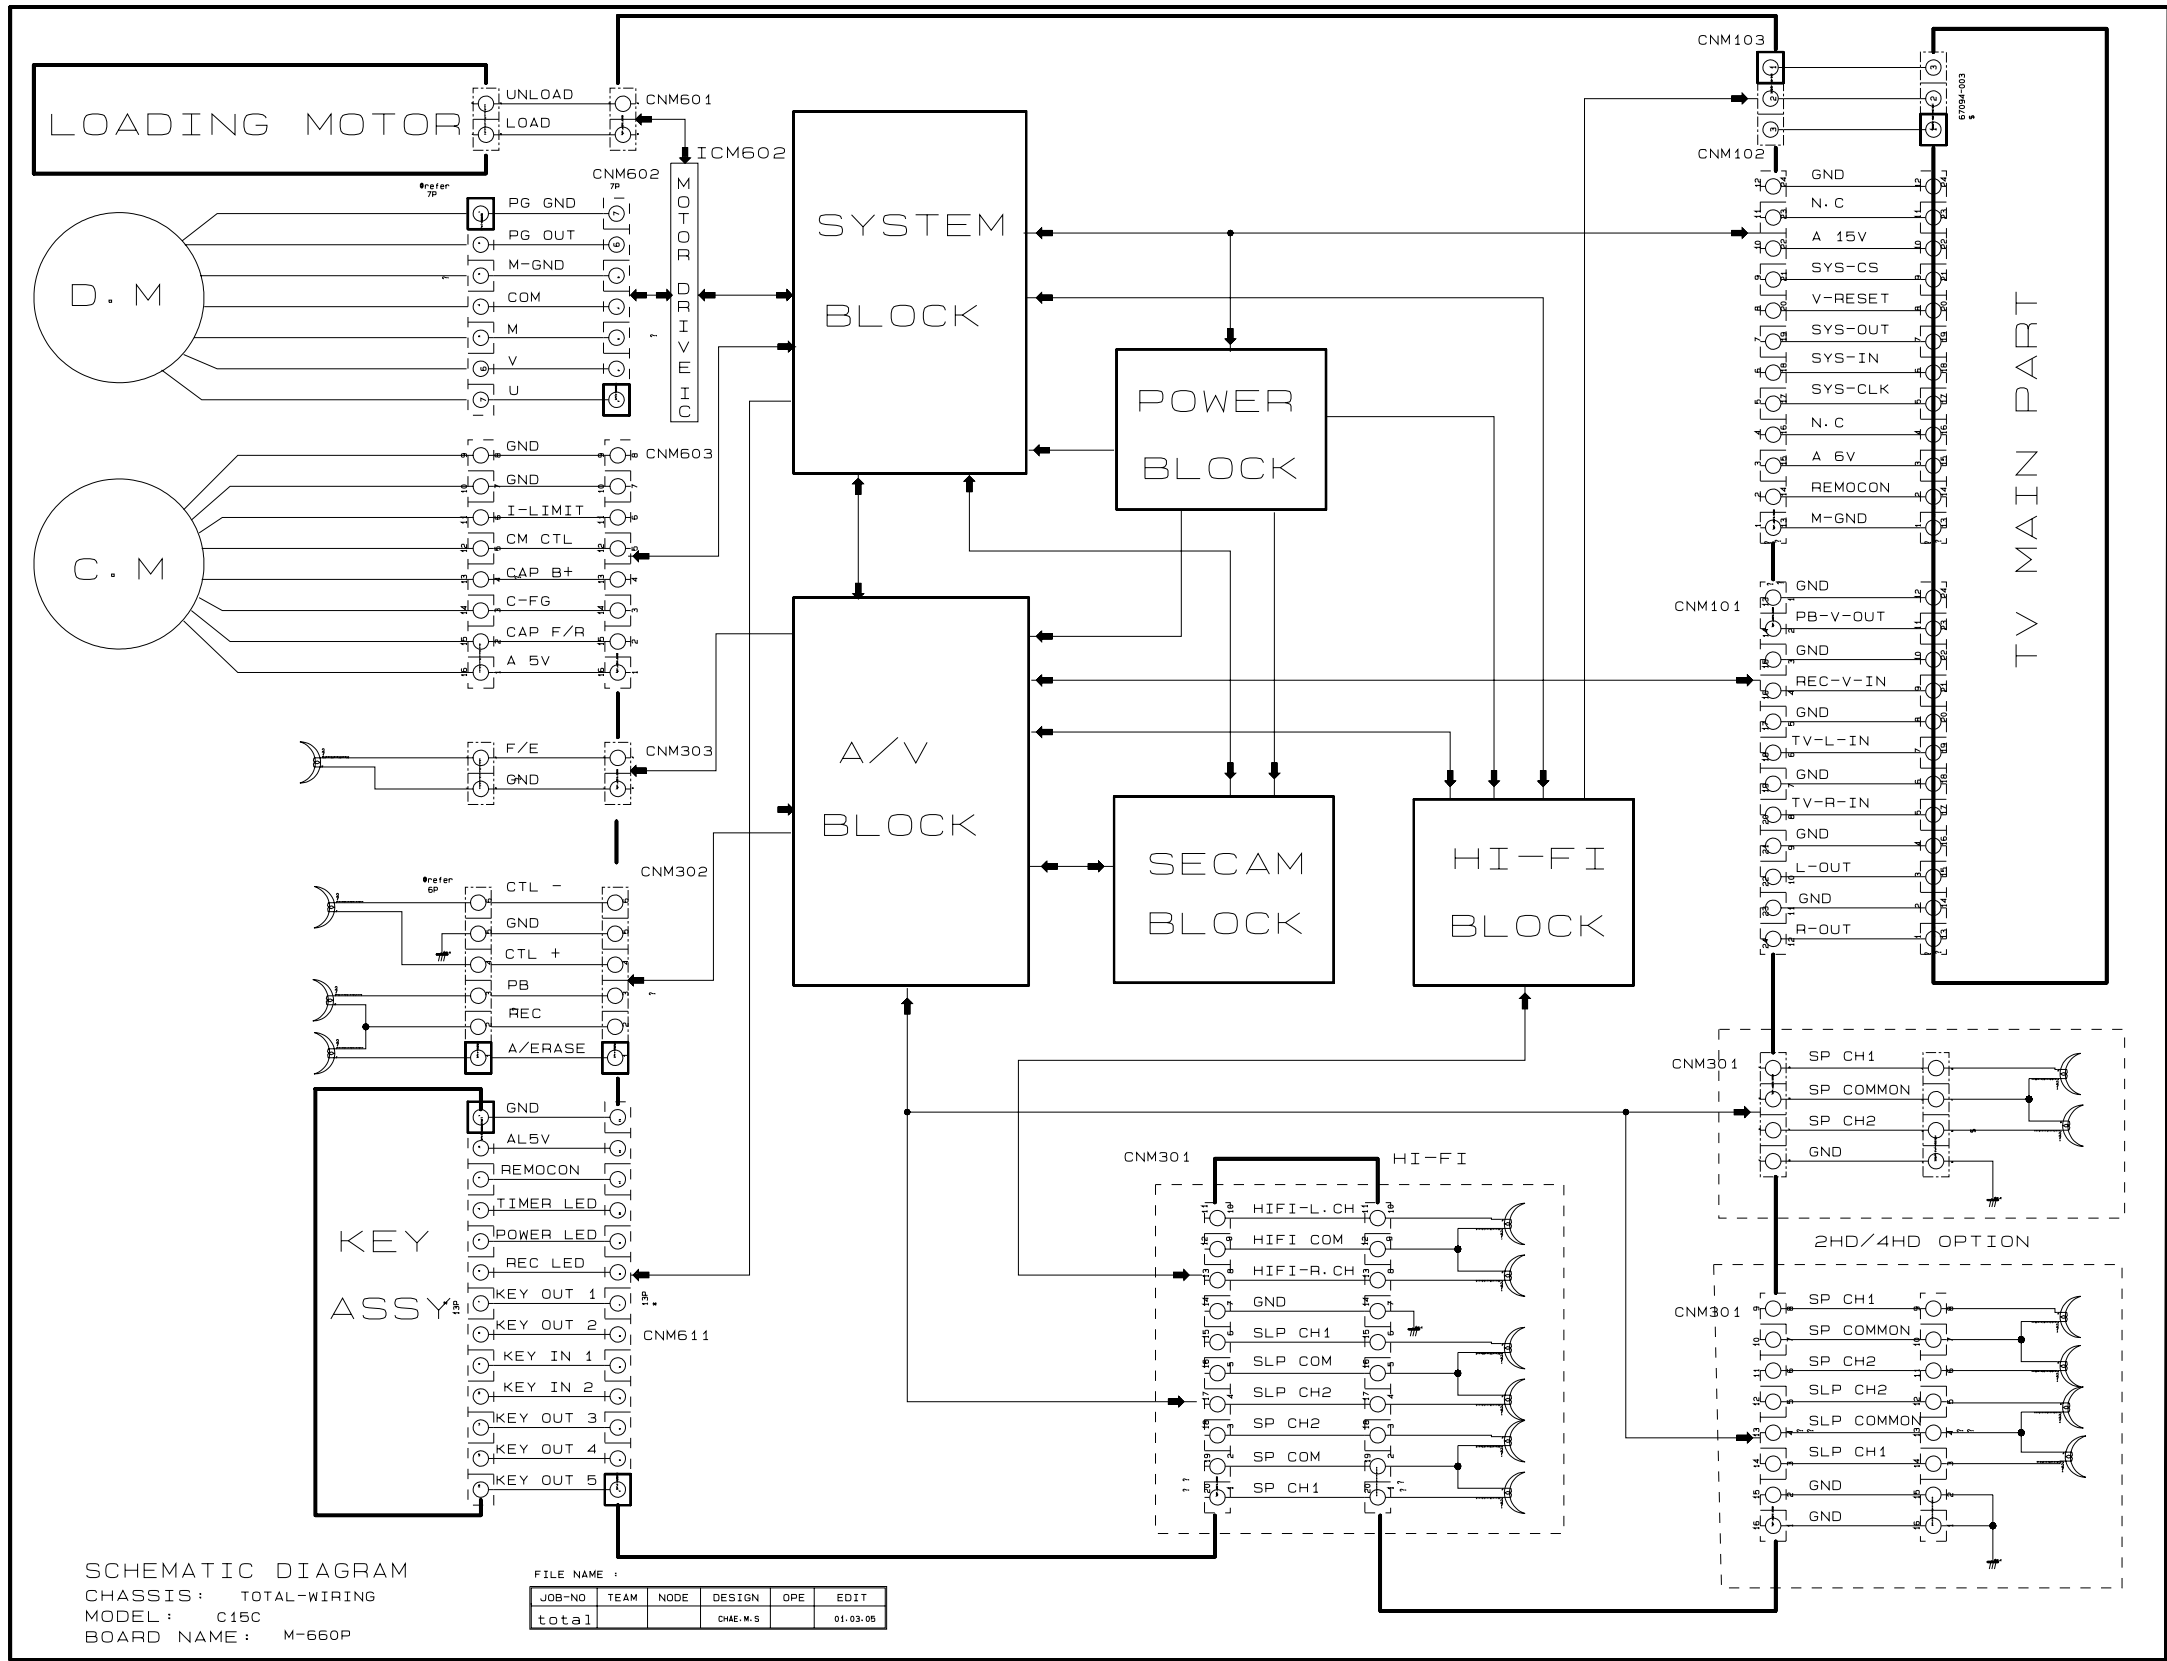 LOADING MOTOR
UNLOAD
LOAD
CNM601
ICM602
MOTOR DRIVE IC
CNM602
7P
@refer
7P
D.M
PG GND
PG OUT
M-GND
COM
M
V
U
C.M
CNM603
GND
GND
I-LIMIT
CM CTL
CAP B+
C-FG
CAP F/R
A 5V
F/E
GND
CNM303
CNM302
@refer
6P
CTL -
GND
CTL +
PB
REC
A/ERASE
KEY
ASSY
13P
GND
AL5V
REMOCON
TIMER LED
POWER LED
REC LED
KEY OUT 1
KEY OUT 2
KEY IN 1
KEY IN 2
KEY OUT 3
KEY OUT 4
KEY OUT 5
13P
CNM611
SYSTEM
BLOCK
POWER
BLOCK
A/V
BLOCK
SECAM
BLOCK
HI-FI
BLOCK
CNM103
67094-003
CNM102
GND
N.C
A 15V
SYS-CS
V-RESET
SYS-OUT
SYS-IN
SYS-CLK
N.C
A 6V
REMOCON
M-GND
TV MAIN PART
CNM101
GND
PB-V-OUT
GND
REC-V-IN
GND
TV-L-IN
GND
TV-R-IN
GND
L-OUT
GND
R-OUT
CNM301
SP CH1
SP COMMON
SP CH2
GND
2HD/4HD OPTION
CNM301
SP CH1
SP COMMON
SP CH2
SLP CH2
SLP COMMON
SLP CH1
GND
GND
CNM301
HI-FI
HIFI-L.CH
HIFI COM
HIFI-R.CH
GND
SLP CH1
SLP COM
SLP CH2
SP CH2
SP COM
SP CH1
SCHEMATIC DIAGRAM
CHASSIS: TOTAL-WIRING
MODEL: C15C
BOARD NAME: M-660P
FILE NAME :
JOB-NO TEAM NODE DESIGN OPE EDIT
total CHAE.M.S 01.03.05